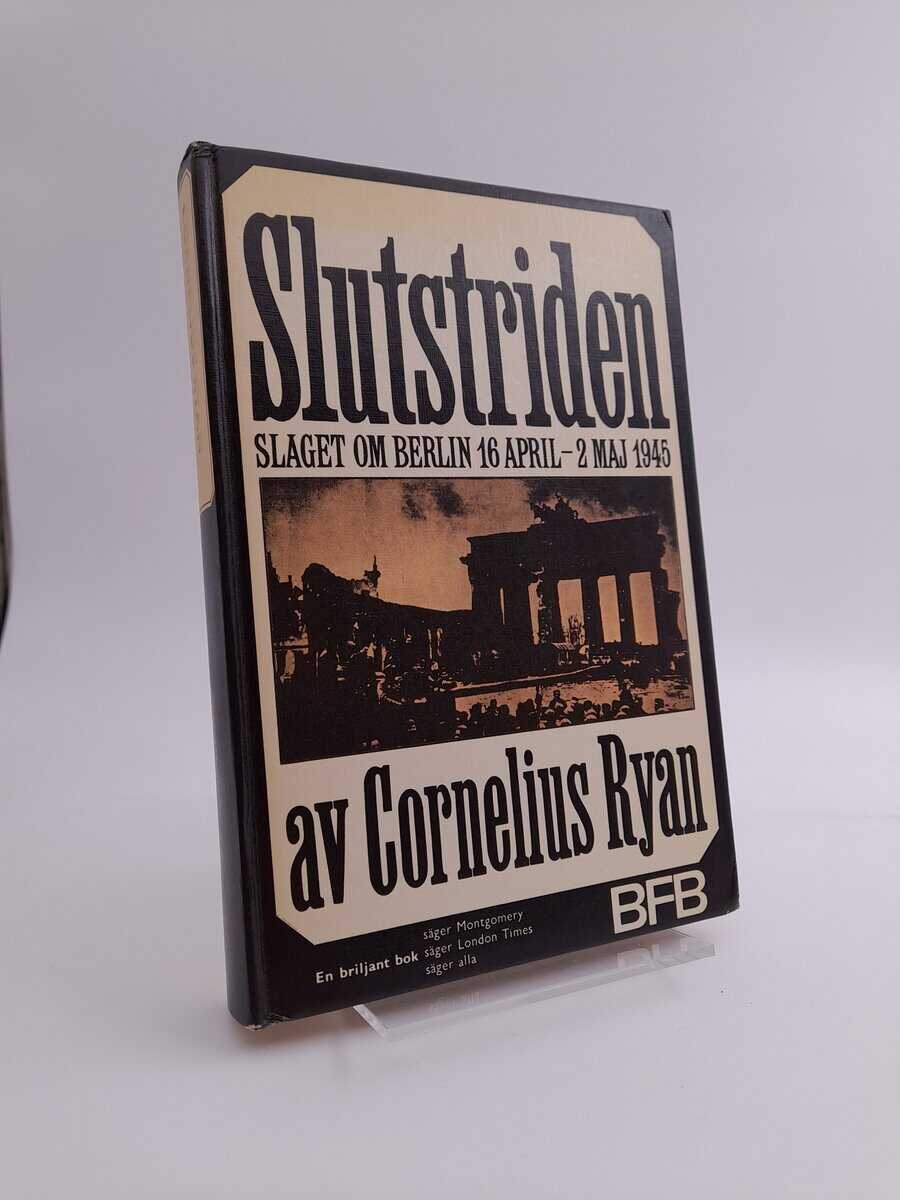 Slutstriden
SLAGET OM BERLIN 16 APRIL–2 MAJ 1945
av Cornelius Ryan
BFB
En briljant bok
säger Montgomery
säger London Times
säger alla